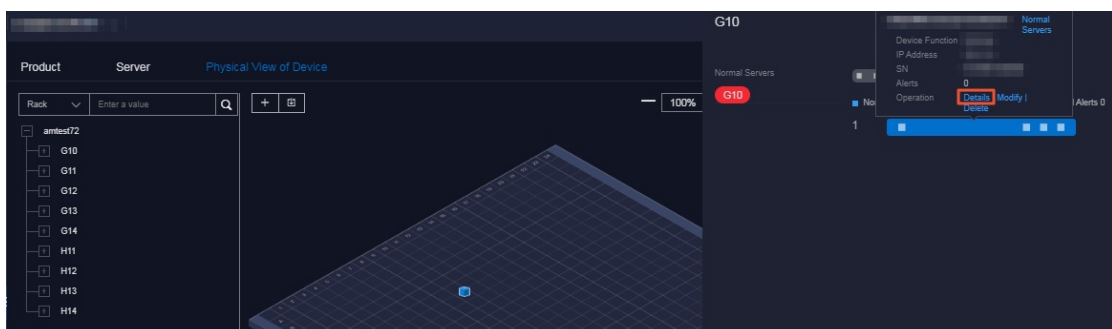 Product Server Physical View of Device
Rack Enter a value
100%
amtest72
G10
G11
G12
G13
G14
H11
H12
H13
H14
G10
Normal Servers
G10
Normal
Servers
Device Function
IP Address
SN
Alerts 0
Operation Details Modify |
Delete
Alerts 0
1